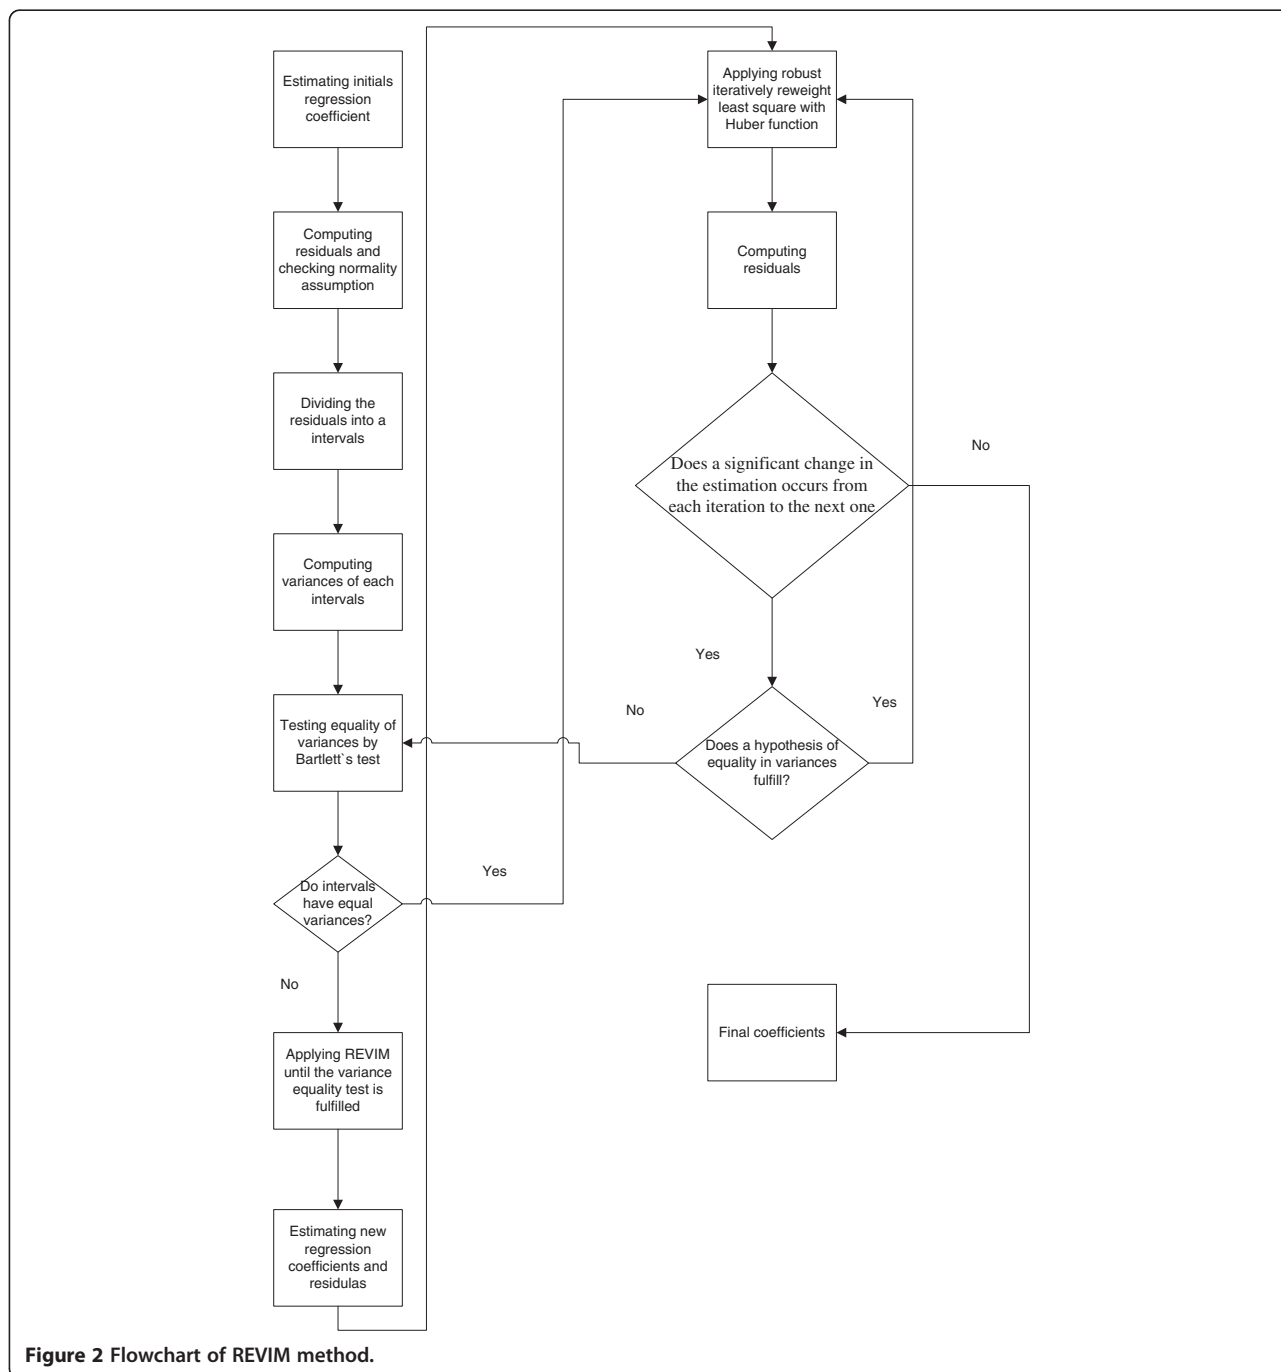 Estimating initials
regression
coefficient
Computing
residuals and
checking normality
assumption
Dividing the
residuals into a
intervals
Computing
variances of each
intervals
Testing equality of
variances by
Bartlett`s test
Do intervals
have equal
variances?
Yes
No
Applying REVIM
until the variance
equality test is
fulfilled
Estimating new
regression
coefficients and
residulas
Applying robust
iteratively reweight
least square with
Huber function
Computing
residuals
Does a significant change in
the estimation occurs from
each iteration to the next one
No
Yes
Does a hypothesis of
equality in variances
fulfill?
No
Yes
Final coefficients
Figure 2 Flowchart of REVIM method.